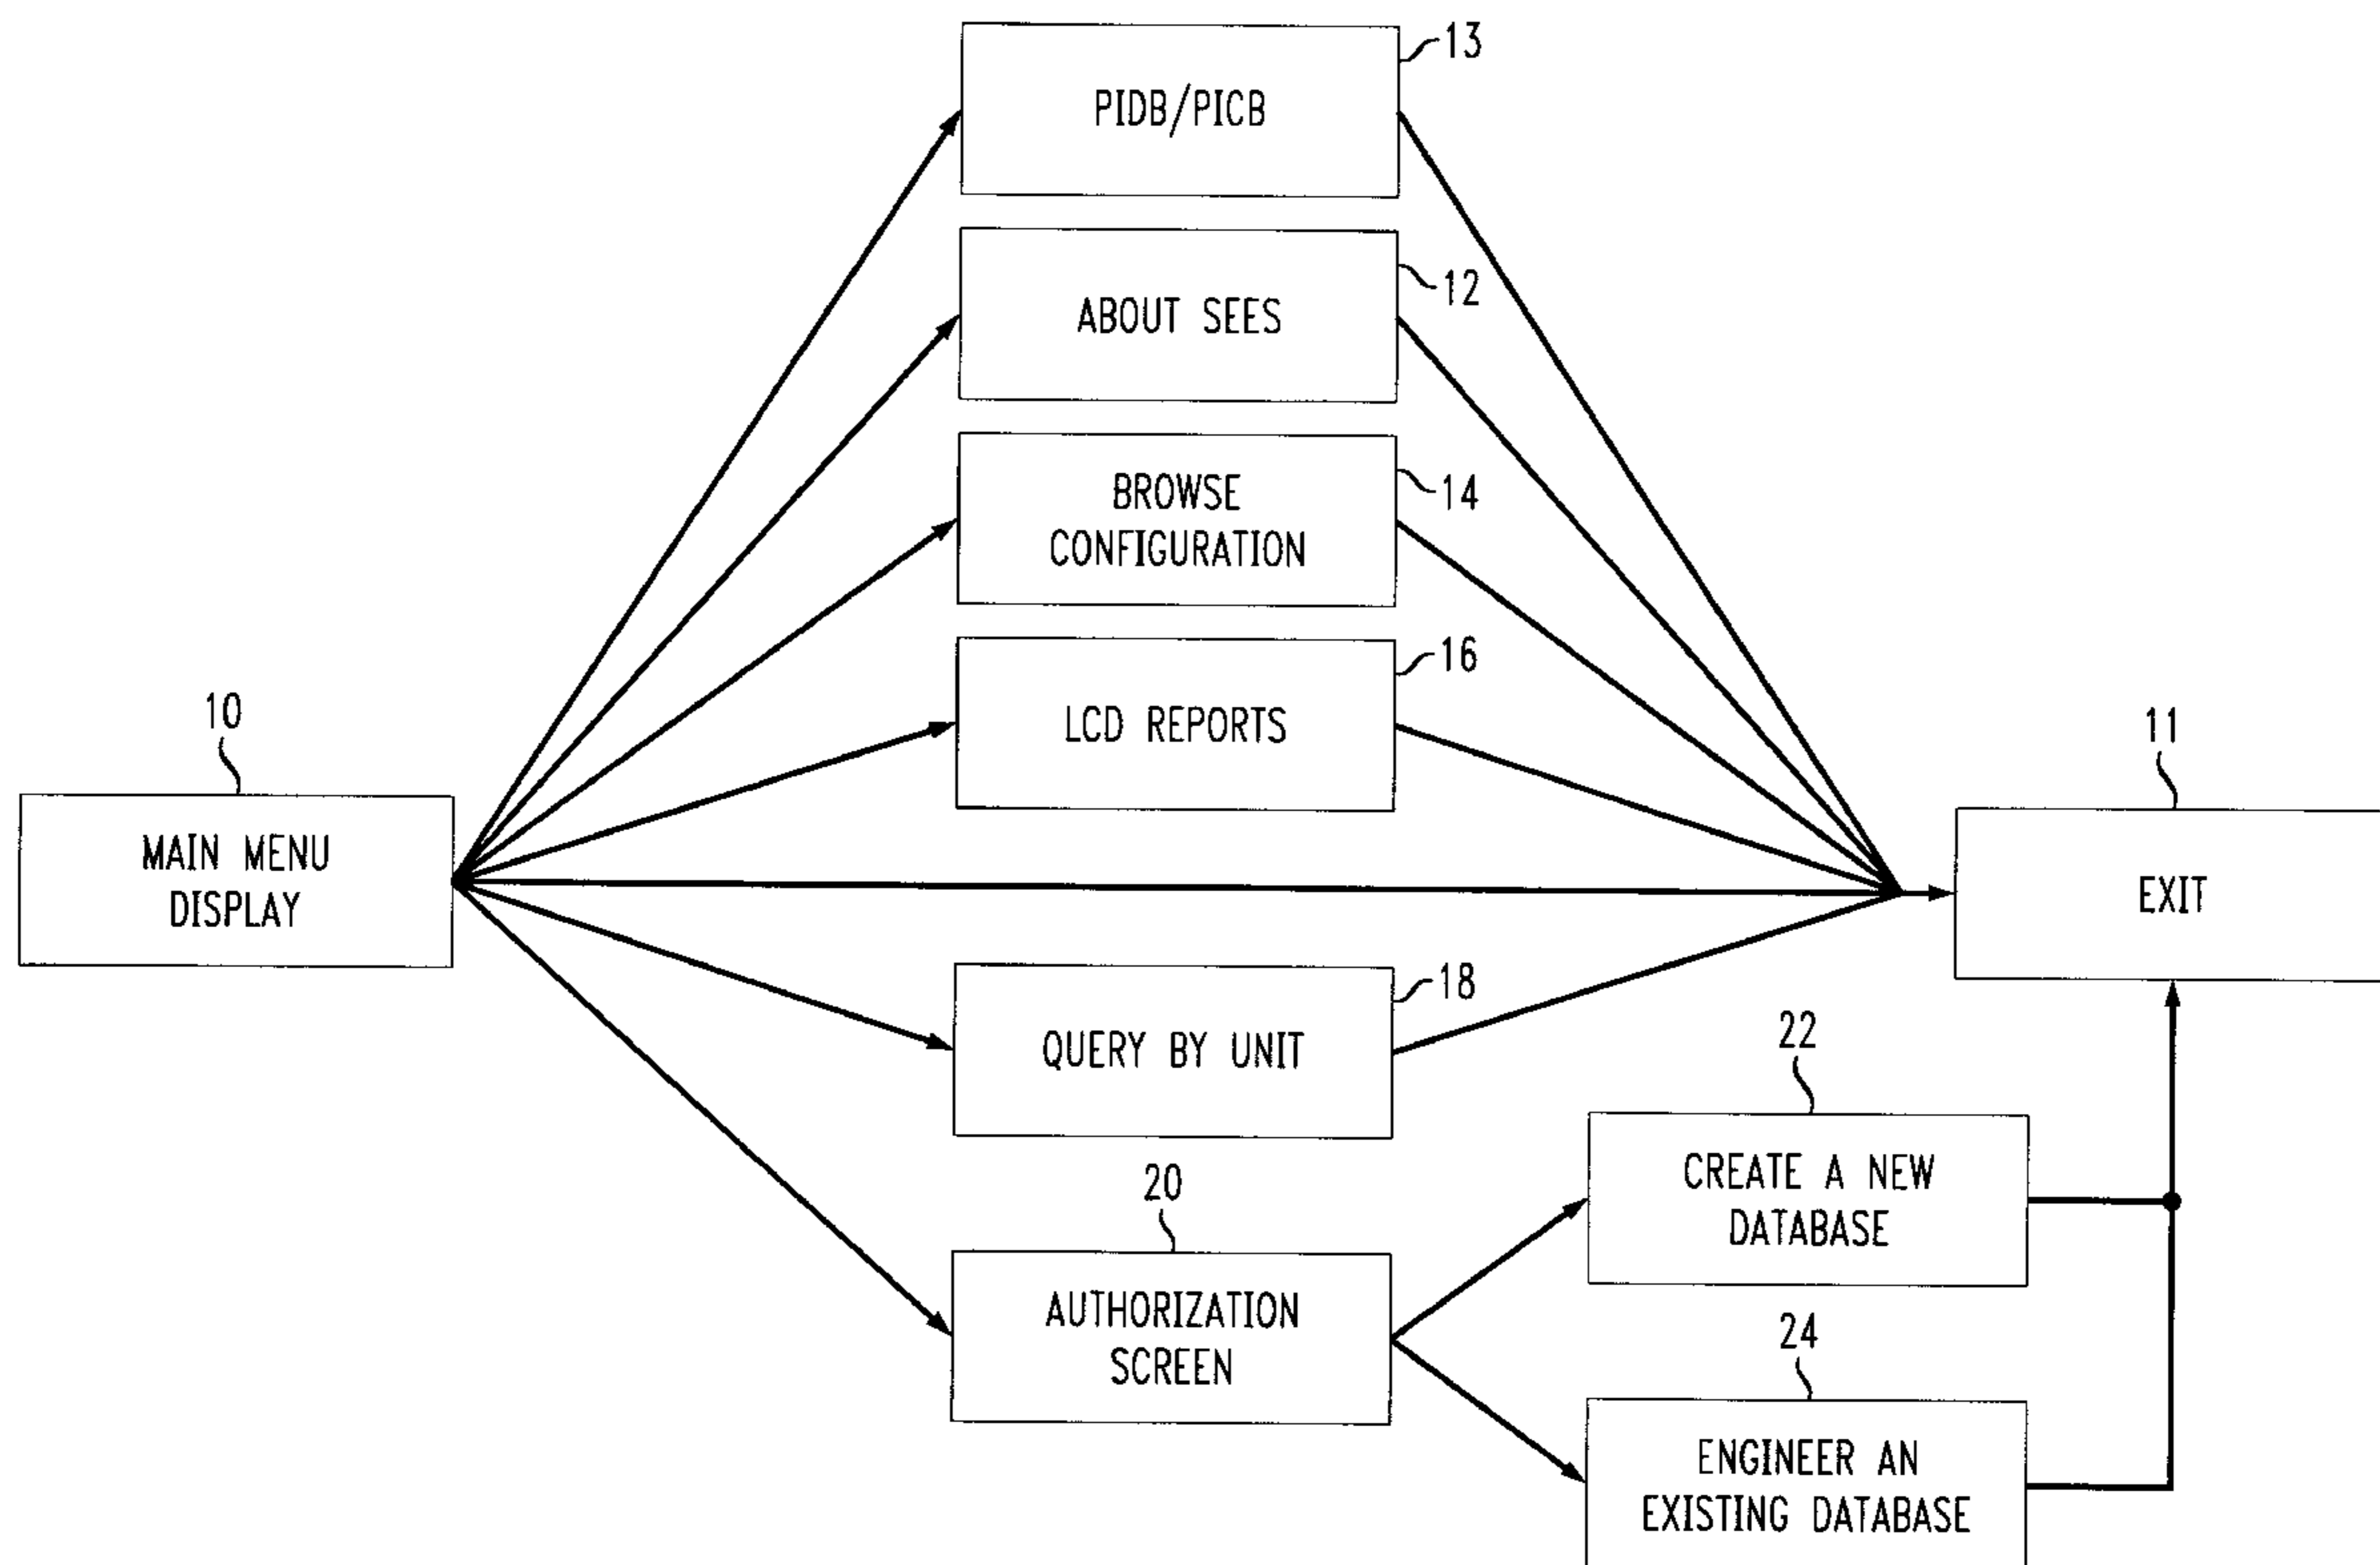 13
PIDB/PICB
12
ABOUT SEES
14
BROWSE
CONFIGURATION
16
LCD REPORTS
10
MAIN MENU
DISPLAY
11
EXIT
18
QUERY BY UNIT
22
CREATE A NEW
DATABASE
20
AUTHORIZATION
SCREEN
24
ENGINEER AN
EXISTING DATABASE